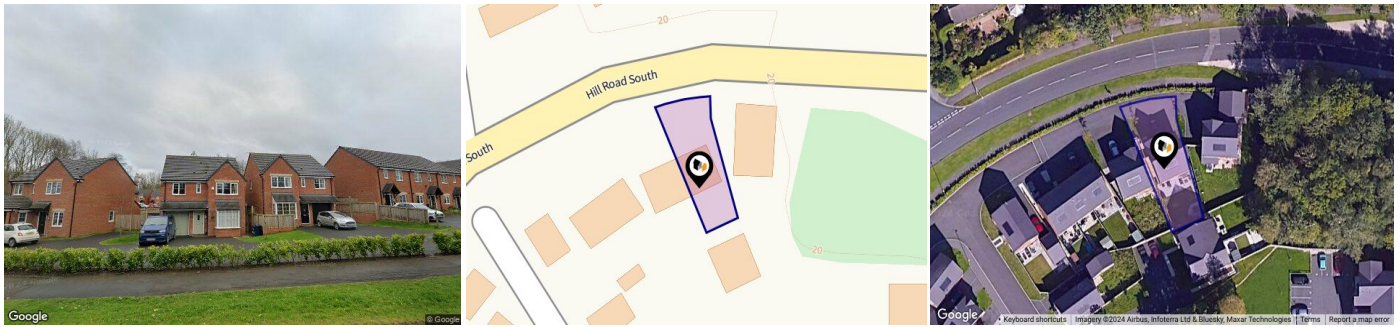 Google
© Google
20
Hill Road South
20
South
20
Google
Keyboard shortcuts
Imagery ©2024 Airbus, Infoterra Ltd & Bluesky, Maxar Technologies
Terms
Report a map error